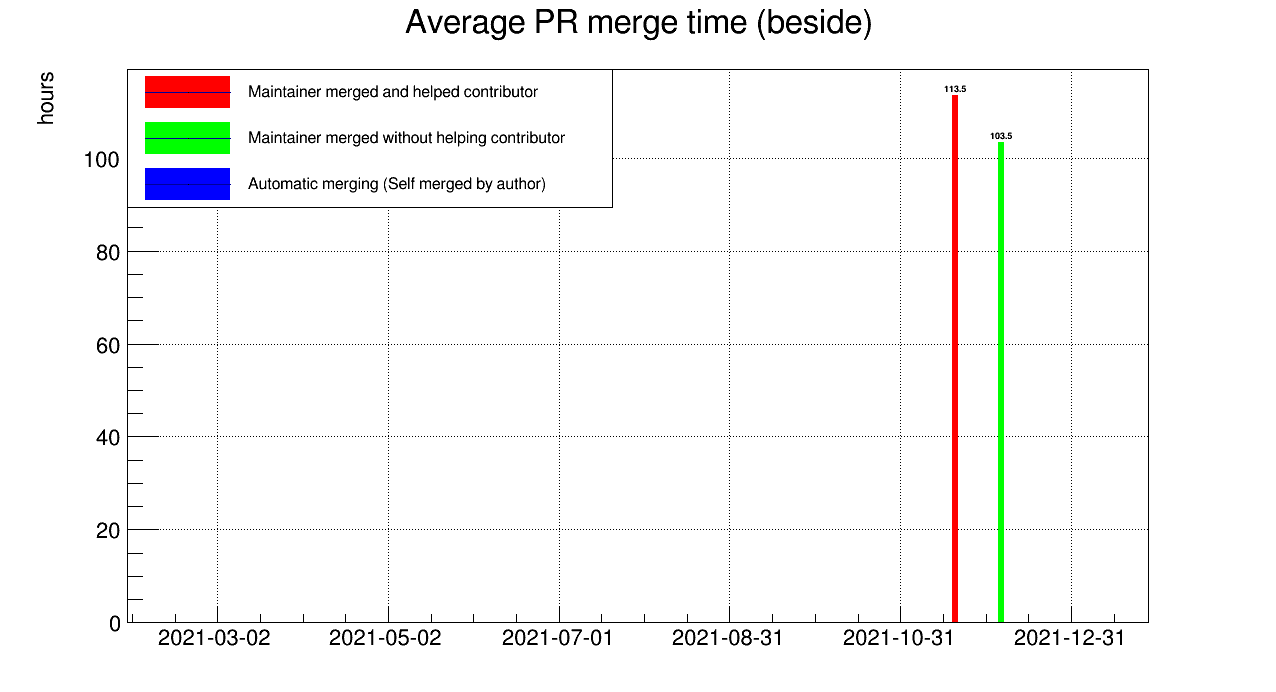 Average PR merge time (beside)
hours
Maintainer merged and helped contributor
Maintainer merged without helping contributor
Automatic merging (Self merged by author)
113.5
103.5
100
80
60
40
20
0
2021-03-02 2021-05-02 2021-07-01 2021-08-31 2021-10-31 2021-12-31